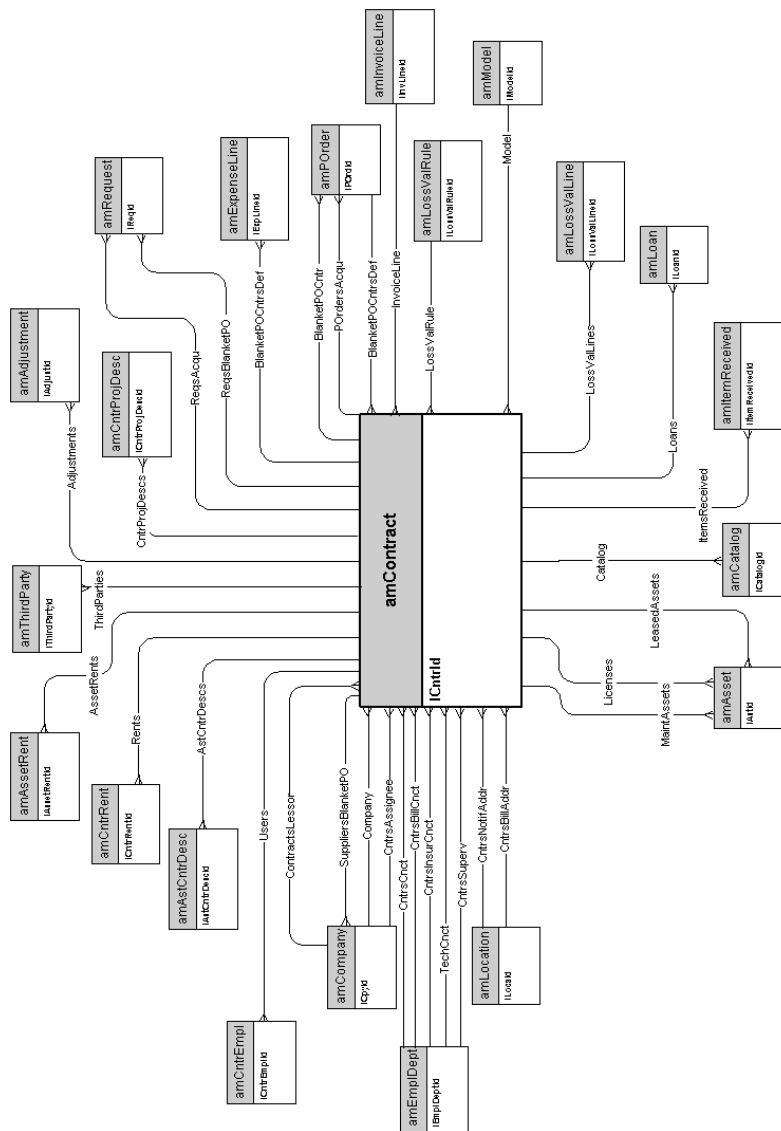 amEmplDept
lEmplDeptId
amCntrEmpl
lCntrEmplId
amCompany
lCpyId
amLocation
lLocaId
amAstCntrDesc
lAstCntrDescId
amCntrRent
lCntrRentId
amAssetRent
lAssetRentId
amThirdParty
lThirdPartyId
amAdjustment
lAdjustId
amCntrProjDesc
lCntrProjDescId
amRequest
lReqId
amExpenseLine
lExpLineId
amPOrder
lPOrdId
amInvoiceLine
lInvLineId
amLossValRule
lLossValRuleId
amModel
lModelId
amLossValLine
lLossValLineId
amLoan
lLoanId
amItemReceived
lItemReceivedId
amCatalog
lCatalogId
amAsset
lAstId
amContract
lCntrId
Users
ContractsLessor
SuppliersBlanketPO
Company
CntrsAssignee
CntrsCnct
CntrsBillCnct
CntrsInsurCnct
TechCnct
CntrsSuperv
CntrsNotifAddr
CntrsBillAddr
AstCntrDescs
Rents
AssetRents
ThirdParties
Adjustments
CntrProjDescs
ReqsAcqu
ReqsBlanketPO
BlanketPOCntrsDef
BlanketPOCntr
POrdersAcqu
BlanketPOCntrsDef
InvoiceLine
LossValRule
Model
LossValLines
Loans
ItemsReceived
Catalog
LeasedAssets
Licenses
MaintAssets